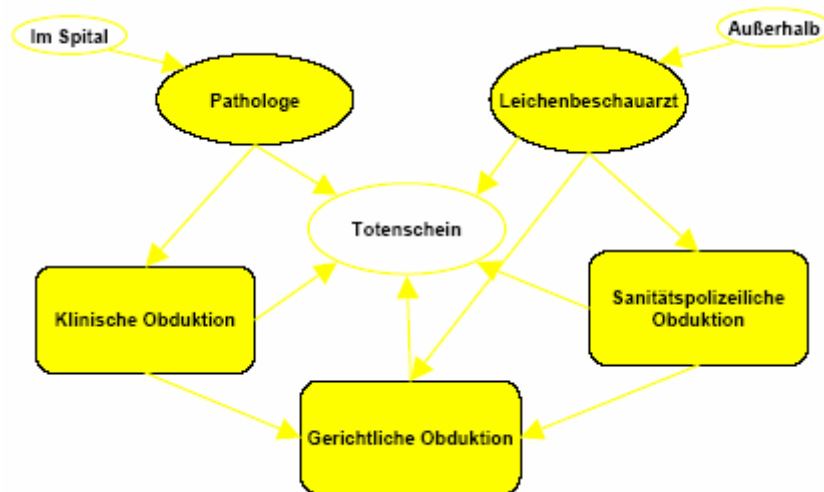 Im Spital
Außerhalb
Pathologe
Leichenbeschauarzt
Totenschein
Klinische Obduktion
Sanitätspolizeiliche
Obduktion
Gerichtliche Obduktion